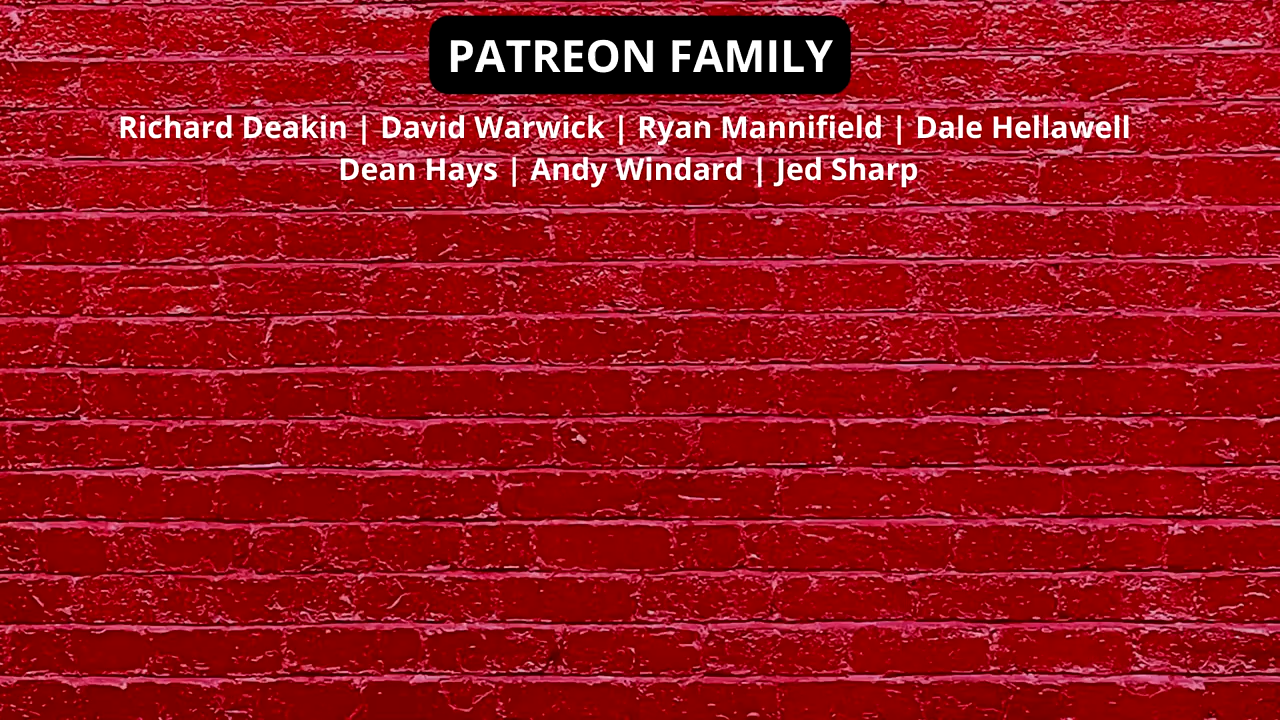 PATREON FAMILY
Richard Deakin | David Warwick | Ryan Mannifield | Dale Hellawell
Dean Hays | Andy Windard | Jed Sharp